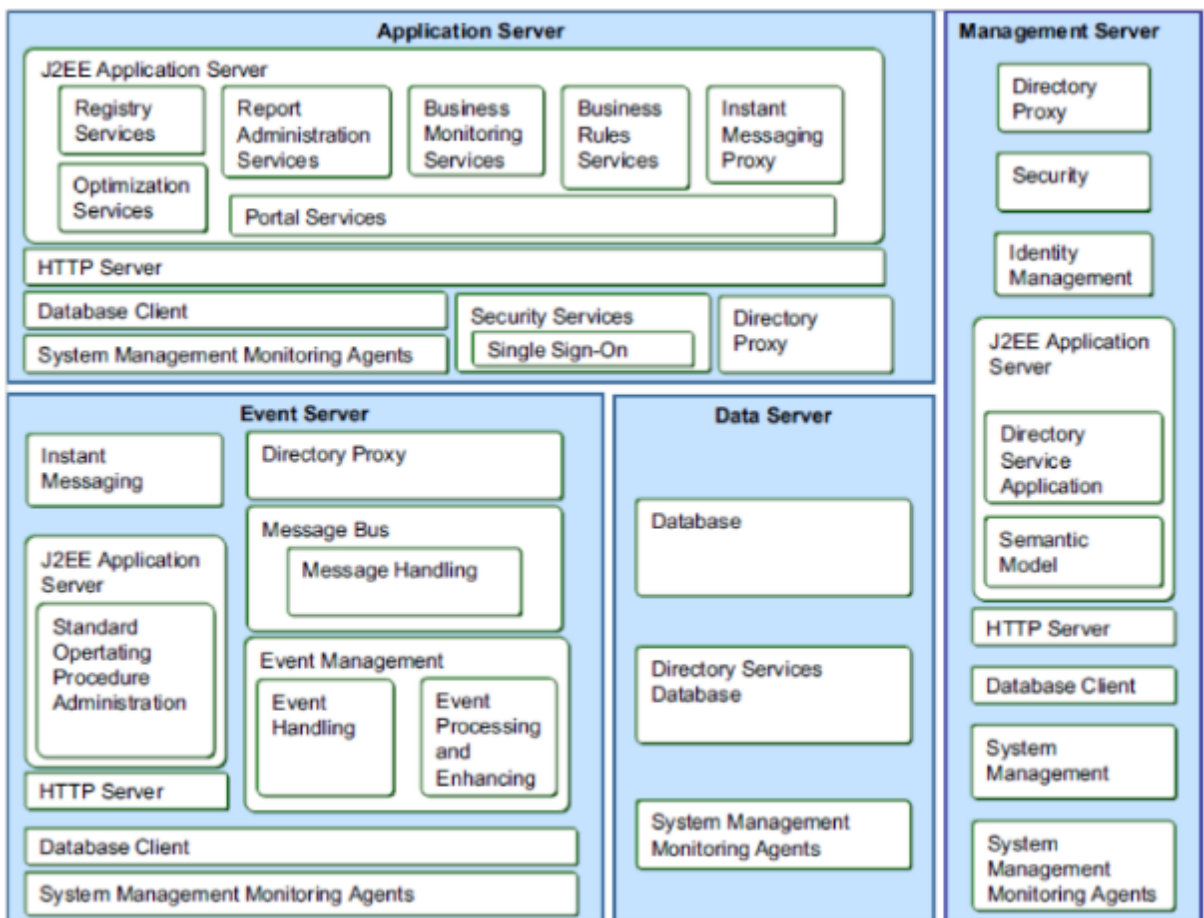 Application Server
J2EE Application Server
Registry
Services
Report
Administration
Services
Business
Monitoring
Services
Business
Rules
Services
Instant
Messaging
Proxy
Optimization
Services
Portal Services
HTTP Server
Database Client
System Management Monitoring Agents
Security Services
Single Sign-On
Directory
Proxy
Management Server
Directory
Proxy
Security
Identity
Management
J2EE Application
Server
Directory
Service
Application
Semantic
Model
HTTP Server
Database Client
System
Management
System
Management
Monitoring Agents
Event Server
Instant
Messaging
Directory Proxy
Message Bus
Message Handling
J2EE Application
Server
Standard
Opertating
Procedure
Administration
Event Management
Event
Handling
Event
Processing
and
Enhancing
HTTP Server
Database Client
System Management Monitoring Agents
Data Server
Database
Directory Services
Database
System Management
Monitoring Agents